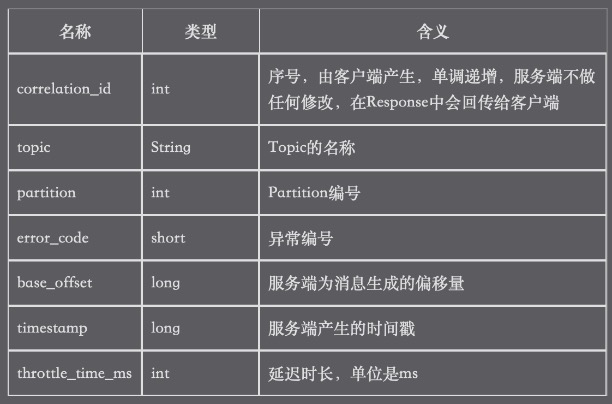 名称 类型 含义
correlation_id int 序号，由客户端产生，单调递增，服务端不做
任何修改，在Response中会回传给客户端
topic String Topic的名称
partition int Partition编号
error_code short 异常编号
base_offset long 服务端为消息生成的偏移量
timestamp long 服务端产生的时间戳
throttle_time_ms int 延迟时长，单位是ms